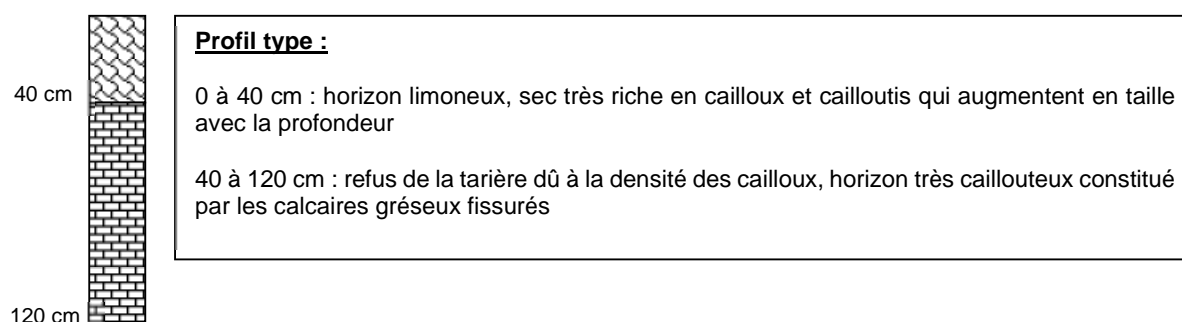 Profil type :
40 cm
0 à 40 cm : horizon limoneux, sec très riche en cailloux et cailloutis qui augmentent en taille
avec la profondeur
40 à 120 cm : refus de la tarière dû à la densité des cailloux, horizon très caillouteux constitué
par les calcaires gréseux fissurés
120 cm